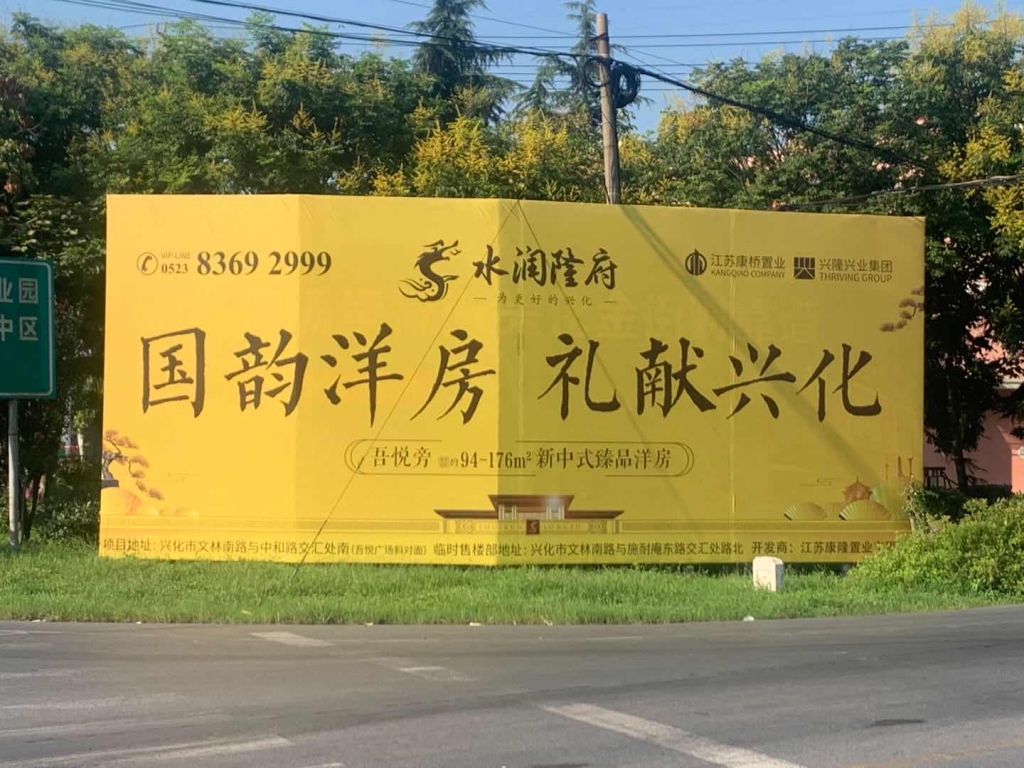 业园
中区
VIP-LINE
0523 8369 2999
水润隆府
为更好的兴化
江苏康桥置业
KANGQIAO COMPANY
兴隆兴业集团
THRIVING GROUP
国韵洋房 礼献兴化
吾悦旁 约94-176m² 新中式臻品洋房
项目地址：兴化市文林南路与中和路交汇处南(吾悦广场斜对面) 临时售楼部地址：兴化市文林南路与施耐庵东路交汇处路北 开发商：江苏康隆置业